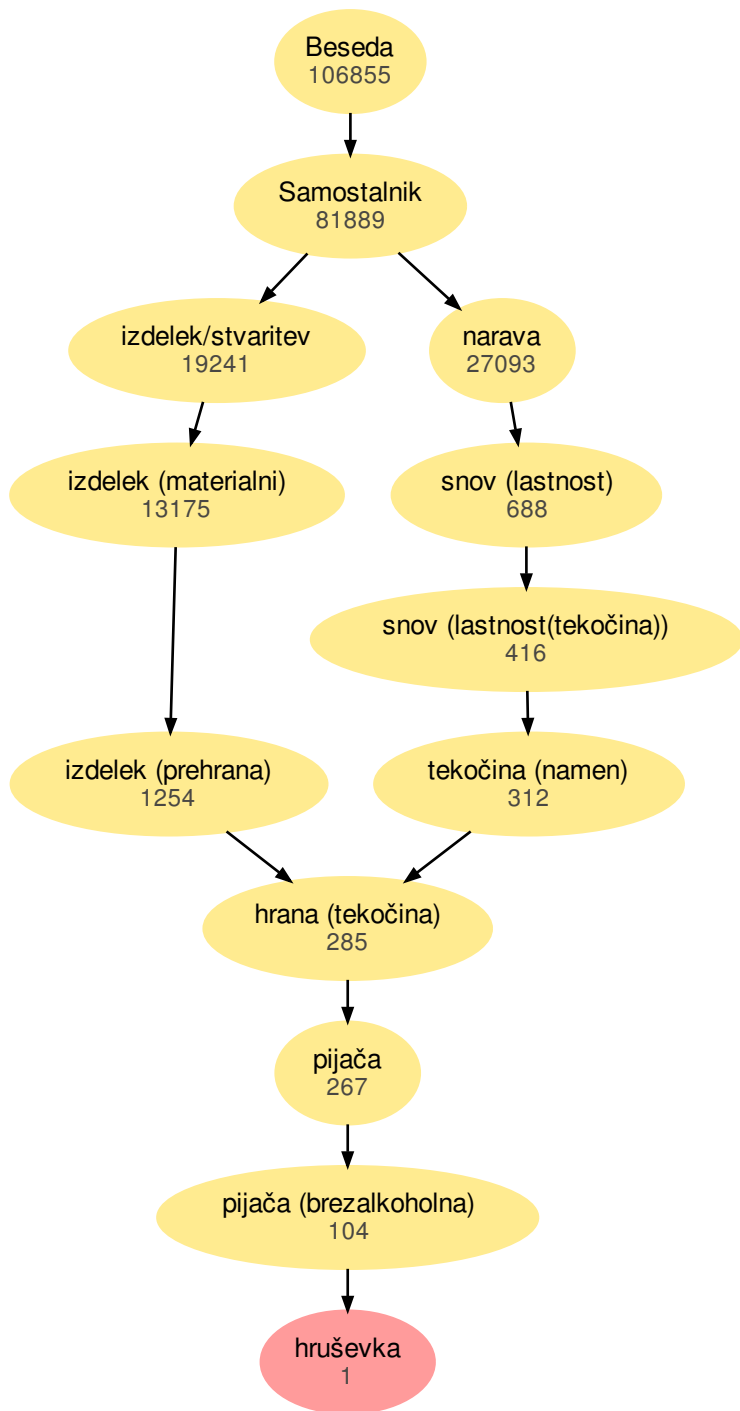 Beseda
106855
Samostalnik
81889
izdelek/stvaritev
19241
narava
27093
izdelek (materialni)
13175
snov (lastnost)
688
snov (lastnost(tekočina))
416
izdelek (prehrana)
1254
tekočina (namen)
312
hrana (tekočina)
285
pijača
267
pijača (brezalkoholna)
104
hruševka
1